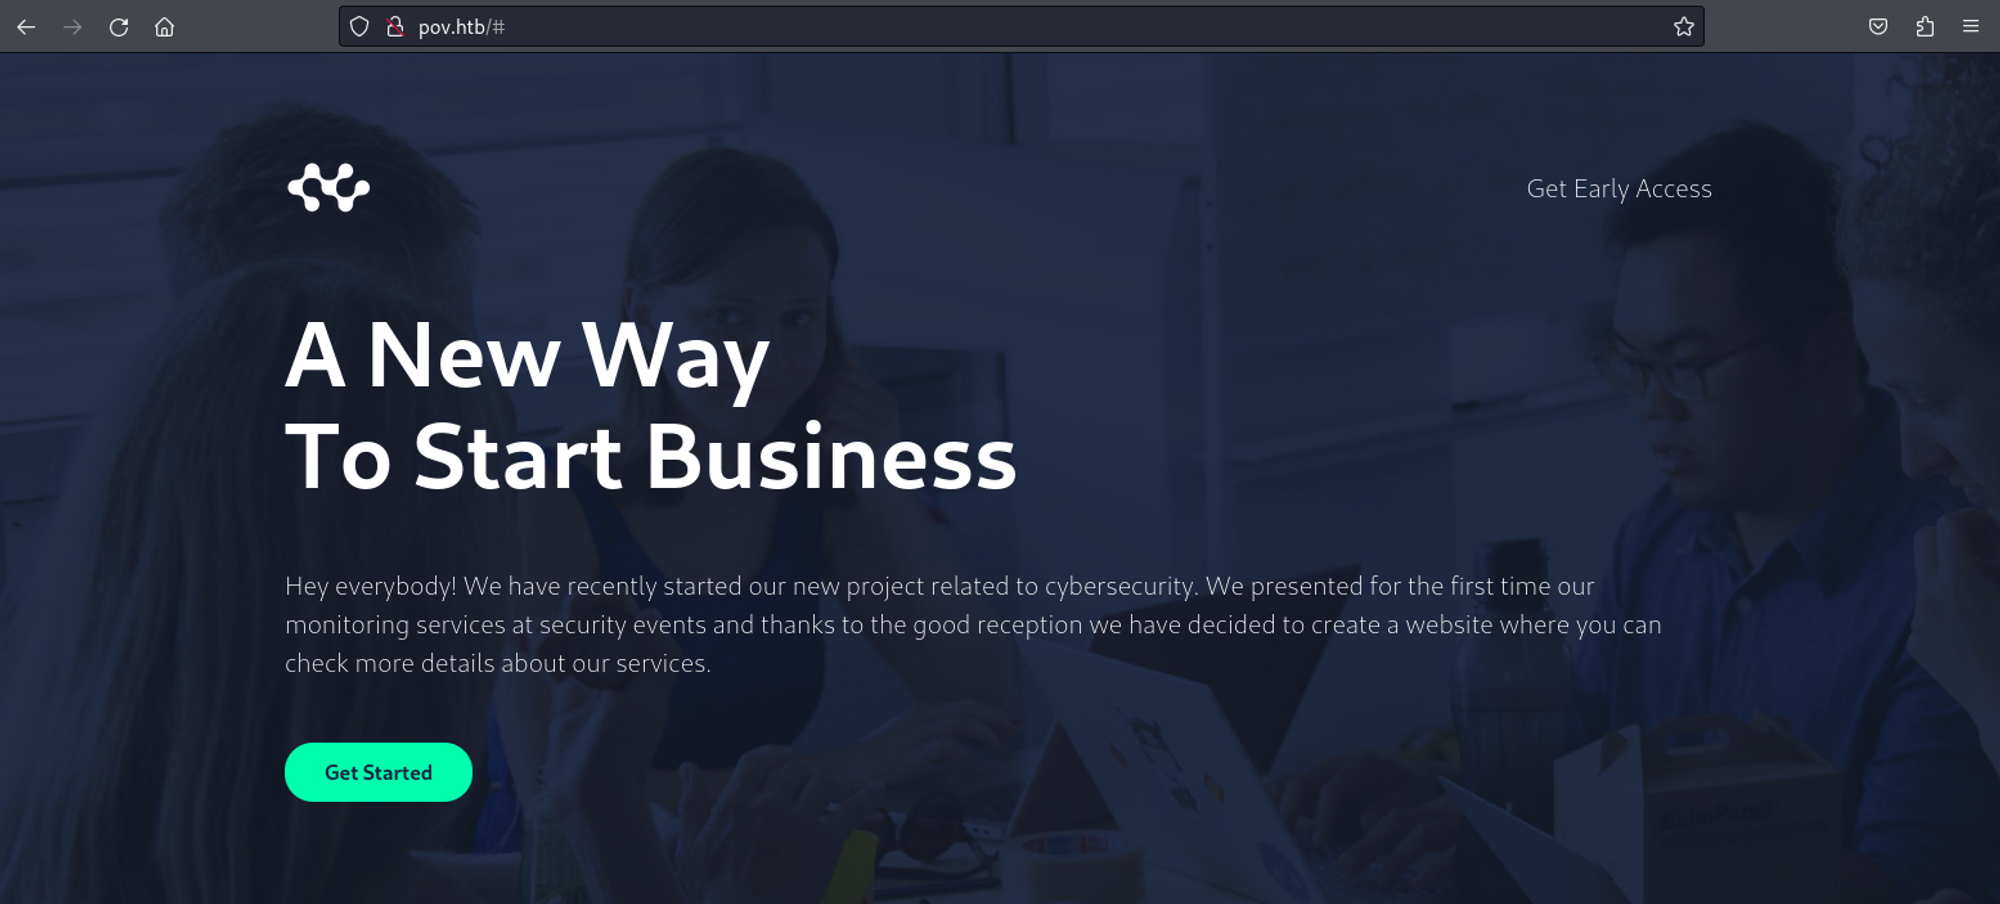 pov.htb/#
Get Early Access
A New Way
To Start Business
Hey everybody! We have recently started our new project related to cybersecurity. We presented for the first time our
monitoring services at security events and thanks to the good reception we have decided to create a website where you can
check more details about our services.
Get Started
EchoPanel